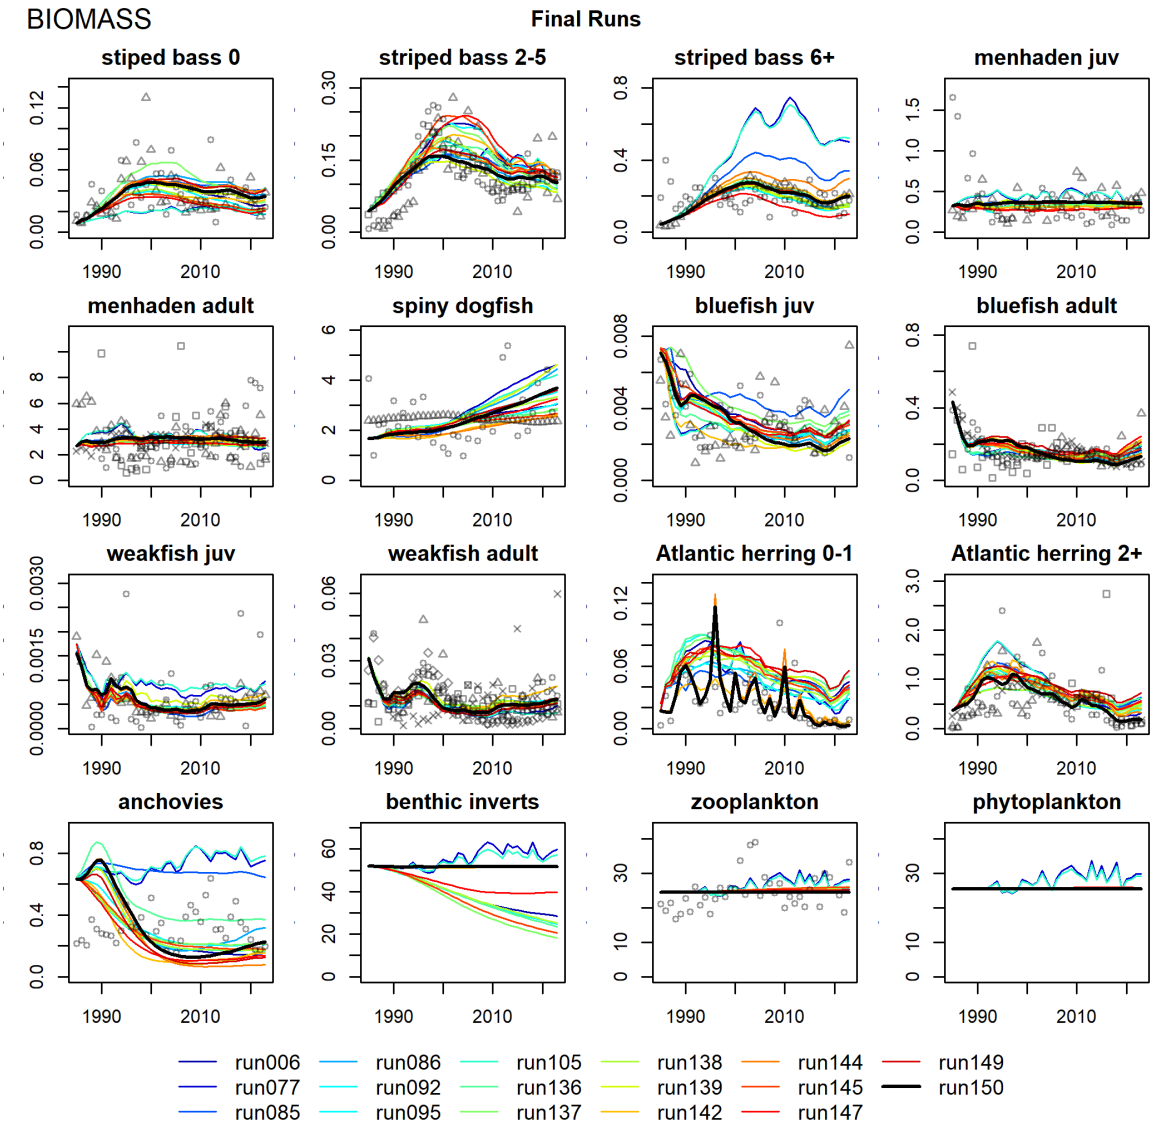 BIOMASS
Final Runs
stiped bass 0
striped bass 2-5
striped bass 6+
menhaden juv
0.00 0.06 0.12
0.00 0.15 0.30
0.0 0.4 0.8
0.0 0.5 1.0 1.5
1990 2010
1990 2010
1990 2010
1990 2010
menhaden adult
spiny dogfish
bluefish juv
bluefish adult
0 2 4 6 8
0 2 4 6
0.000 0.004 0.008
0.0 0.4 0.8
1990 2010
1990 2010
1990 2010
1990 2010
weakfish juv
weakfish adult
Atlantic herring 0-1
Atlantic herring 2+
0.0000 0.0015 0.0030
0.00 0.03 0.06
0.00 0.06 0.12
0.0 1.0 2.0 3.0
1990 2010
1990 2010
1990 2010
1990 2010
anchovies
benthic inverts
zooplankton
phytoplankton
0.0 0.4 0.8
0 20 40 60
0 10 30
0 10 30
1990 2010
1990 2010
1990 2010
1990 2010
run006 run086 run105 run138 run144 run149
run077 run092 run136 run139 run145 run150
run085 run095 run137 run142 run147